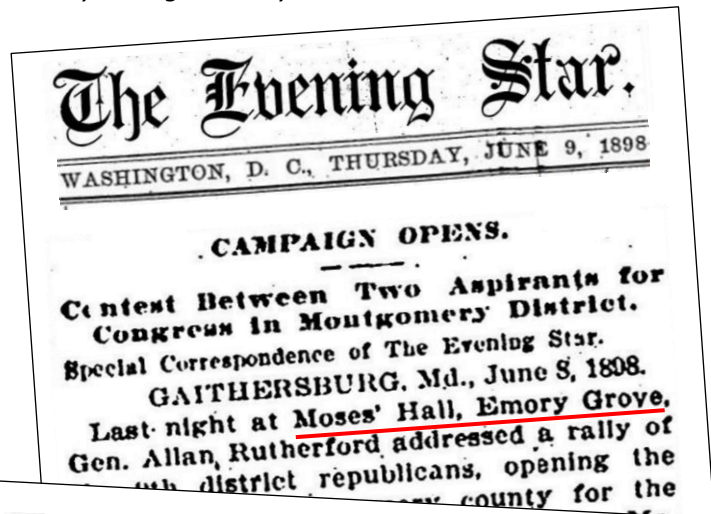 The Evening Star.
WASHINGTON, D. C., THURSDAY, JUNE 9, 1898
CAMPAIGN OPENS.
Contest Between Two Aspirants for
Congress in Montgomery District.
Special Correspondence of The Evening Star.
GAITHERSBURG, Md., June 8, 1898.
Last night at Moses' Hall, Emory Grove,
Gen. Allan Rutherford addressed a rally of
district republicans, opening the
county for the